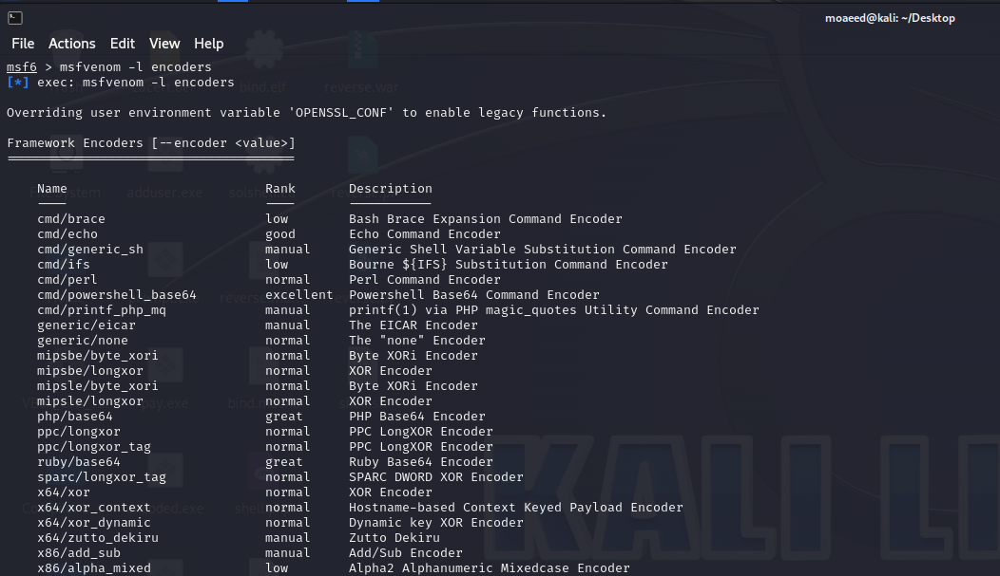 moaeed@kali: ~/Desktop
File Actions Edit View Help
msf6 > msfvenom -l encoders
[*] exec: msfvenom -l encoders
Overriding user environment variable 'OPENSSL_CONF' to enable legacy functions.
Framework Encoders [--encoder <value>]
Name Rank Description
cmd/brace low Bash Brace Expansion Command Encoder
cmd/echo good Echo Command Encoder
cmd/generic_sh manual Generic Shell Variable Substitution Command Encoder
cmd/ifs low Bourne ${IFS} Substitution Command Encoder
cmd/perl normal Perl Command Encoder
cmd/powershell_base64 excellent Powershell Base64 Command Encoder
cmd/printf_php_mq manual printf(1) via PHP magic_quotes Utility Command Encoder
generic/eicar manual The EICAR Encoder
generic/none normal The "none" Encoder
mipsbe/byte_xori normal Byte XORi Encoder
mipsbe/longxor normal XOR Encoder
mipsle/byte_xori normal Byte XORi Encoder
mipsle/longxor normal XOR Encoder
php/base64 great PHP Base64 Encoder
ppc/longxor normal PPC LongXOR Encoder
ppc/longxor_tag normal PPC LongXOR Encoder
ruby/base64 great Ruby Base64 Encoder
sparc/longxor_tag normal SPARC DWORD XOR Encoder
x64/xor normal XOR Encoder
x64/xor_context normal Hostname-based Context Keyed Payload Encoder
x64/xor_dynamic normal Dynamic key XOR Encoder
x64/zutto_dekiru manual Zutto Dekiru
x86/add_sub manual Add/Sub Encoder
x86/alpha_mixed low Alpha2 Alphanumeric Mixedcase Encoder
bind.elf
reverse.war
adduser.exe
KALI LI